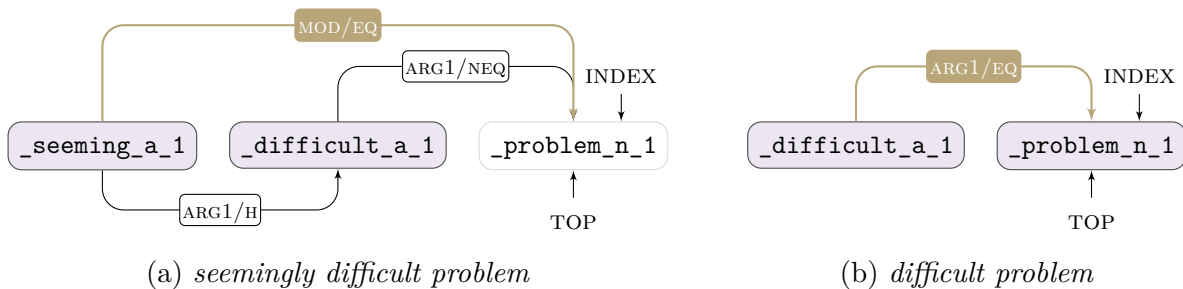 MOD/EQ
ARG1/NEQ
INDEX
_seeming_a_1
_difficult_a_1
_problem_n_1
ARG1/H
TOP
(a) seemingly difficult problem
ARG1/EQ
INDEX
_difficult_a_1
_problem_n_1
TOP
(b) difficult problem